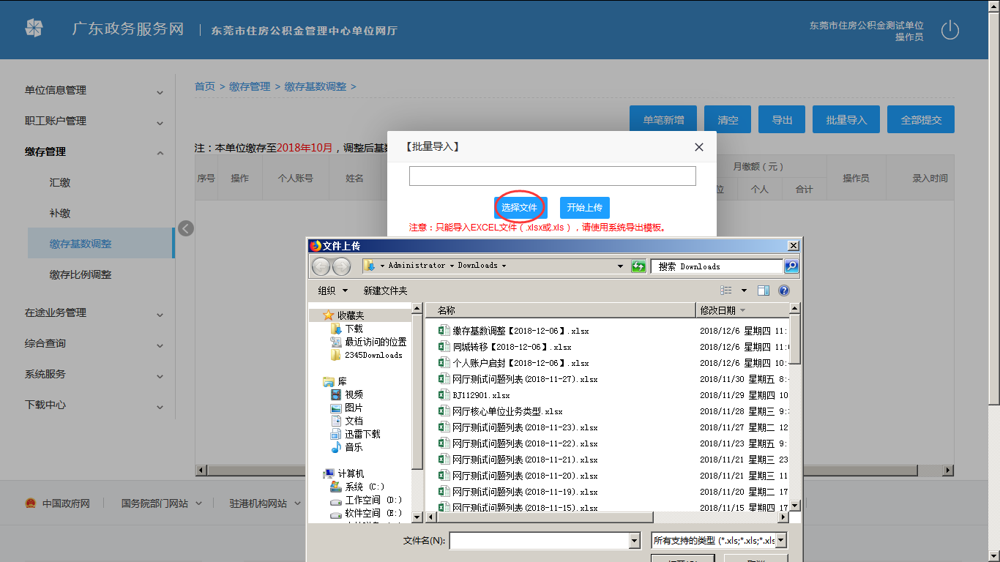 广东政务服务网 东莞市住房公积金管理中心单位网厅
东莞市住房公积金测试单位
操作员
单位信息管理
职工账户管理
缴存管理
汇缴
补缴
缴存基数调整
缴存比例调整
在途业务管理
综合查询
系统服务
下载中心
首页 > 缴存管理 > 缴存基数调整 >
单笔新增 清空 导出 批量导入 全部提交
注：本单位缴存至2018年10月，调整后基
序号 操作 个人账号 姓名 月缴额（元） 操作员 录入时间
位 个人 合计
【批量导入】
选择文件 开始上传
注意：只能导入EXCEL文件（.xlsx或.xls），请使用系统导出模板。
文件上传
Administrator Downloads
搜索 Downloads
组织 新建文件夹
收藏夹
下载
最近访问的位置
2345Downloads
库
视频
图片
文档
迅雷下载
音乐
计算机
系统 (C:)
工作空间 (D:)
软件空间 (E:)
名称 修改日期
缴存基数调整【2018-12-06】.xlsx 2018/12/6 星期四 11:
同城转移【2018-12-06】.xlsx 2018/12/6 星期四 11:
个人账户启封【2018-12-06】.xlsx 2018/12/6 星期四 10:
网厅测试问题列表(2018-11-27).xlsx 2018/11/30 星期五 8:
BJ112901.xlsx 2018/11/29 星期四 10
网厅核心单位业务类型.xlsx 2018/11/28 星期三 9:
网厅测试问题列表(2018-11-23).xlsx 2018/11/27 星期二 12
网厅测试问题列表(2018-11-22).xlsx 2018/11/23 星期五 9:
网厅测试问题列表(2018-11-21).xlsx 2018/11/21 星期三 23
网厅测试问题列表(2018-11-20).xlsx 2018/11/21 星期三 11
网厅测试问题列表(2018-11-19).xlsx 2018/11/20 星期二 17
网厅测试问题列表(2018-11-15).xlsx 2018/11/15 星期四 17
文件名(N): 所有支持的类型 (*.xls;*.xls;*.xls
中国政府网 国务院部门网站 驻港机构网站